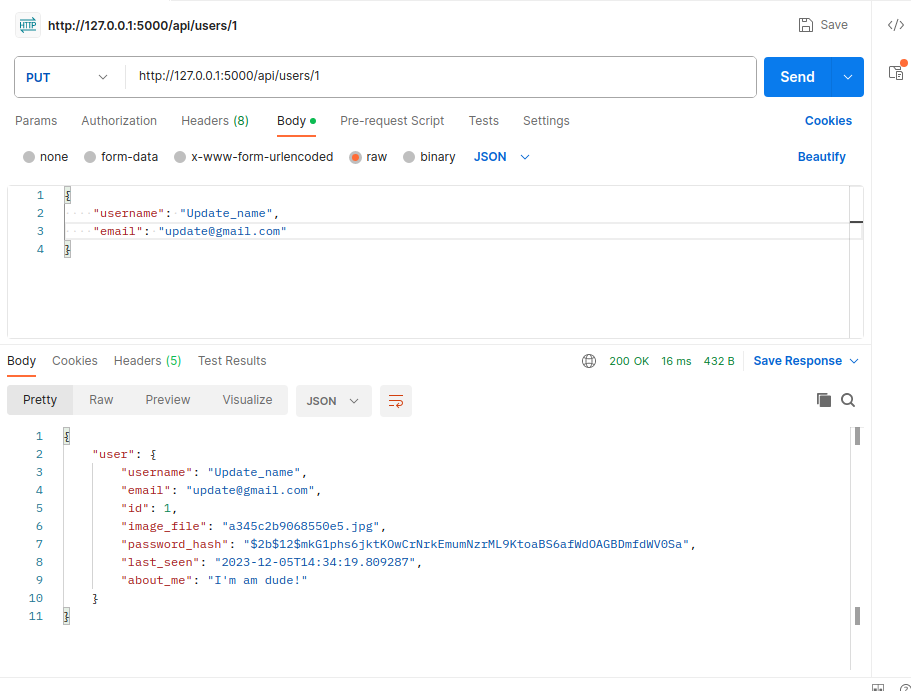 HTTP http://127.0.0.1:5000/api/users/1 Save </>
PUT http://127.0.0.1:5000/api/users/1 Send
Params Authorization Headers (8) Body Pre-request Script Tests Settings Cookies
none form-data x-www-form-urlencoded raw binary JSON Beautify
1 {
2 "username": "Update_name",
3 "email": "update@gmail.com"
4 }
Body Cookies Headers (5) Test Results 200 OK 16 ms 432 B Save Response
Pretty Raw Preview Visualize JSON
1 {
2 "user": {
3 "username": "Update_name",
4 "email": "update@gmail.com",
5 "id": 1,
6 "image_file": "a345c2b9068550e5.jpg",
7 "password_hash": "$2b$12$mkG1phs6jktKOwCrNrkEmumNzrML9KtoaBS6afWdOAGBDmfdWV0Sa",
8 "last_seen": "2023-12-05T14:34:19.809287",
9 "about_me": "I'm am dude!"
10 }
11 }